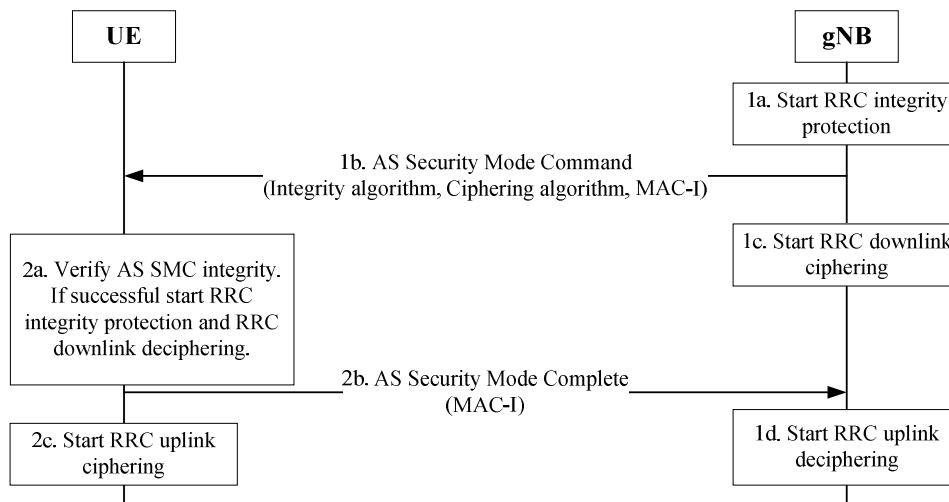 UE
gNB
1a. Start RRC integrity
protection
1b. AS Security Mode Command
(Integrity algorithm, Ciphering algorithm, MAC-I)
1c. Start RRC downlink
ciphering
2a. Verify AS SMC integrity.
If successful start RRC
integrity protection and RRC
downlink deciphering.
2b. AS Security Mode Complete
(MAC-I)
2c. Start RRC uplink
ciphering
1d. Start RRC uplink
deciphering